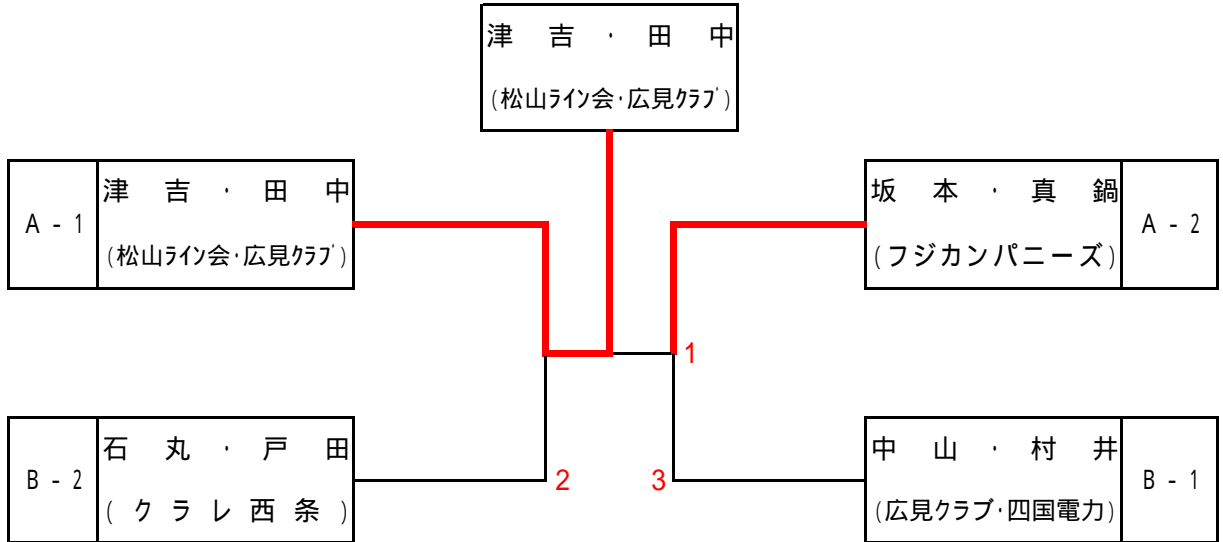 津吉・田中
(松山ライン会・広見クラブ)
A-1
津吉・田中
(松山ライン会・広見クラブ)
坂本・真鍋
(フジカンパニーズ)
A-2
1
B-2
石丸・戸田
(クラレ西条)
2
3
中山・村井
(広見クラブ・四国電力)
B-1